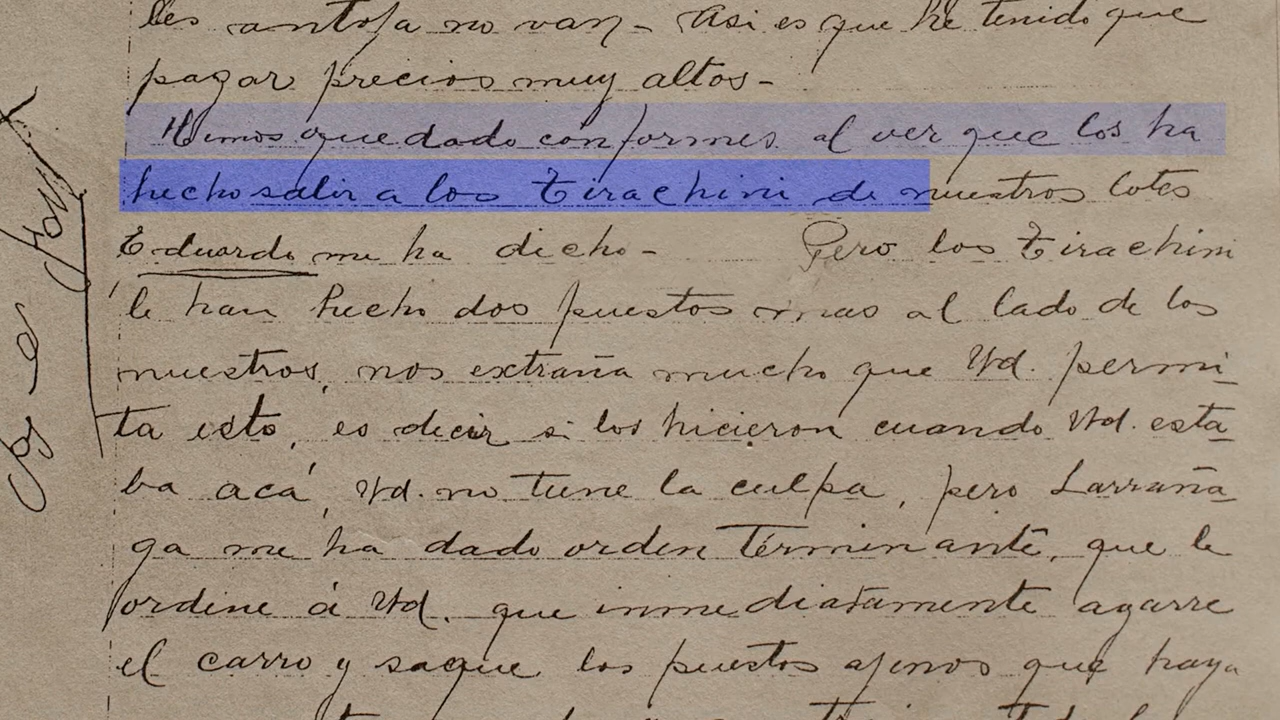 les antoja no van – Asi es que he tenido que
pagar precios muy altos –
Hemos quedado conformes al ver que los ha
hecho salir a los Tirachini de nuestros lotes
Eduardo me ha dicho – Pero los Tirachini
le han hecho dos puestos mas al lado de los
nuestros, nos extraña mucho que Vd. permi-
ta esto, es decir si los hicieron cuando Vd. esta-
ba acá, Vd. no tiene la culpa, pero Larraña-
ga me ha dado orden terminante, que le
ordene á Vd. que inmediatamente agarre
el carro y saque los puestos ajenos que haya